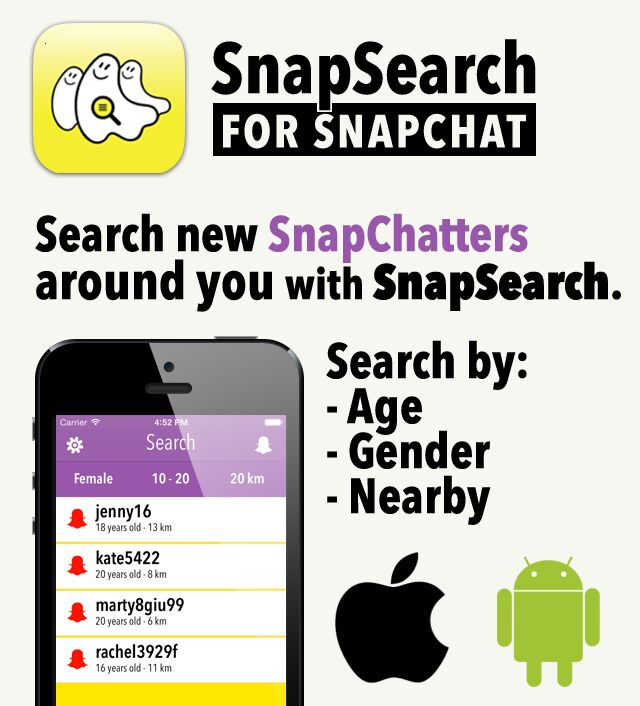 SnapSearch
FOR SNAPCHAT
Search new SnapChatters
around you with SnapSearch.
Search by:
- Age
- Gender
- Nearby
Carrier 4:52 PM
Search
Female 10 - 20 20 km
jenny16
18 years old - 13 km
kate5422
20 years old - 8 km
marty8giu99
20 years old - 6 km
rachel3929f
16 years old - 11 km